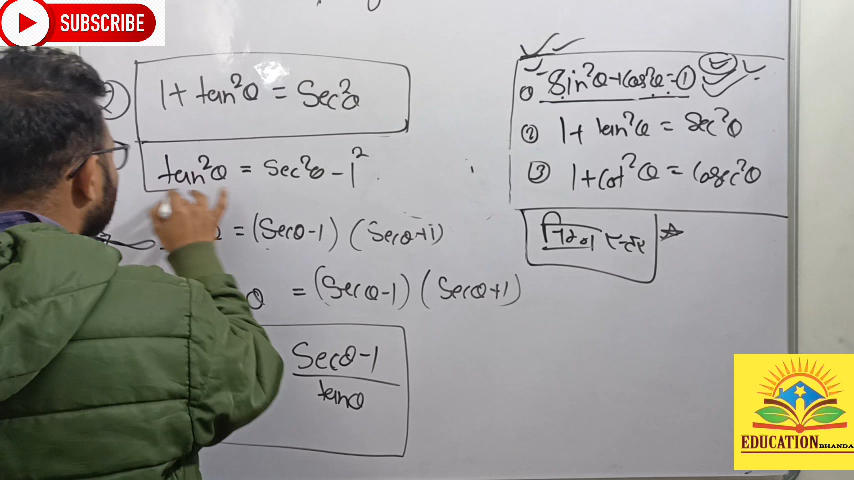 SUBSCRIBE
1 + tan²θ = Sec²θ
tan²θ = sec²θ - 1²
= (Secθ-1) (Secθ+1)
θ = (Secθ-1) (Secθ+1)
Secθ-1
tanθ
① Sin²θ+cos²θ=1
② 1 + tan²θ = sec²θ
③ 1+cot²θ = Cosec²θ
EDUCATION BHANDA